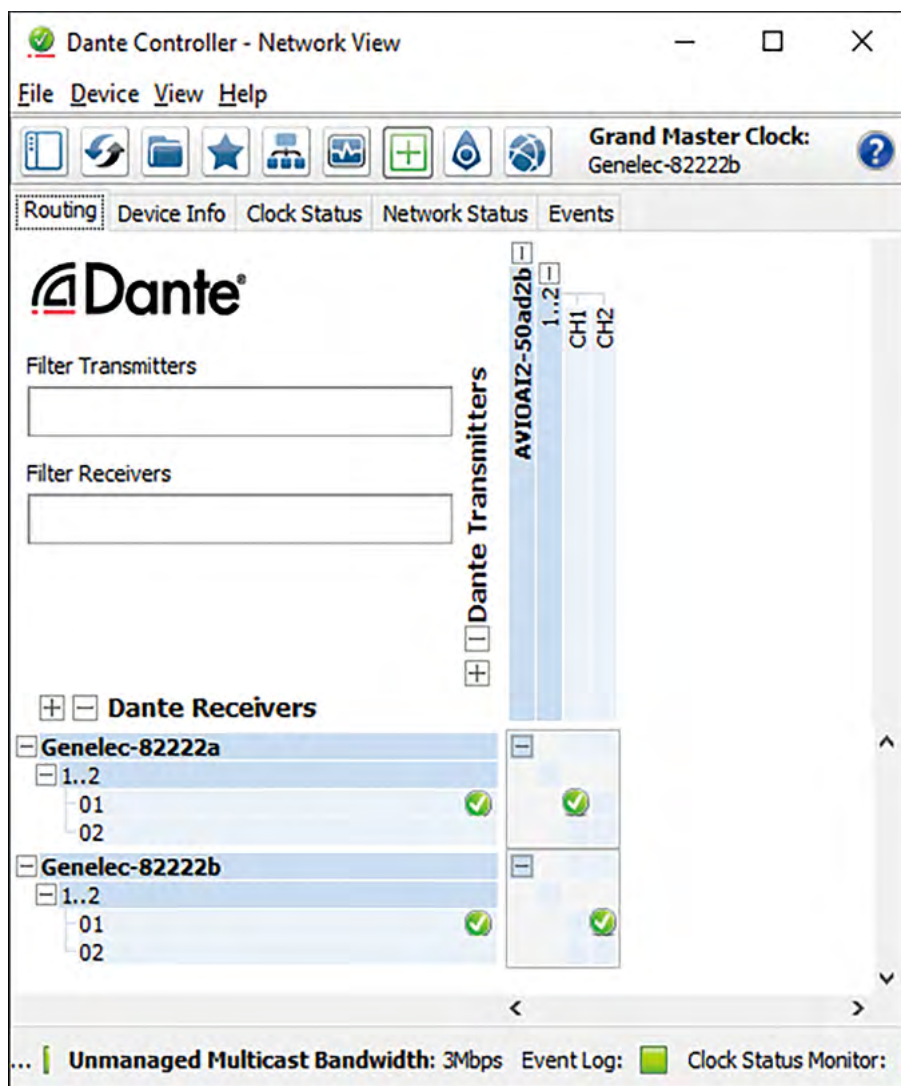 Dante Controller - Network View
File Device View Help
Grand Master Clock:
Genelec-82222b
?
Routing Device Info Clock Status Network Status Events
Dante®
Filter Transmitters
Filter Receivers
Dante Transmitters
AVIOAI2-50ad2b
1..2
CH1
CH2
Dante Receivers
Genelec-82222a
1..2
01
02
Genelec-82222b
1..2
01
02
... Unmanaged Multicast Bandwidth: 3Mbps Event Log: Clock Status Monitor: